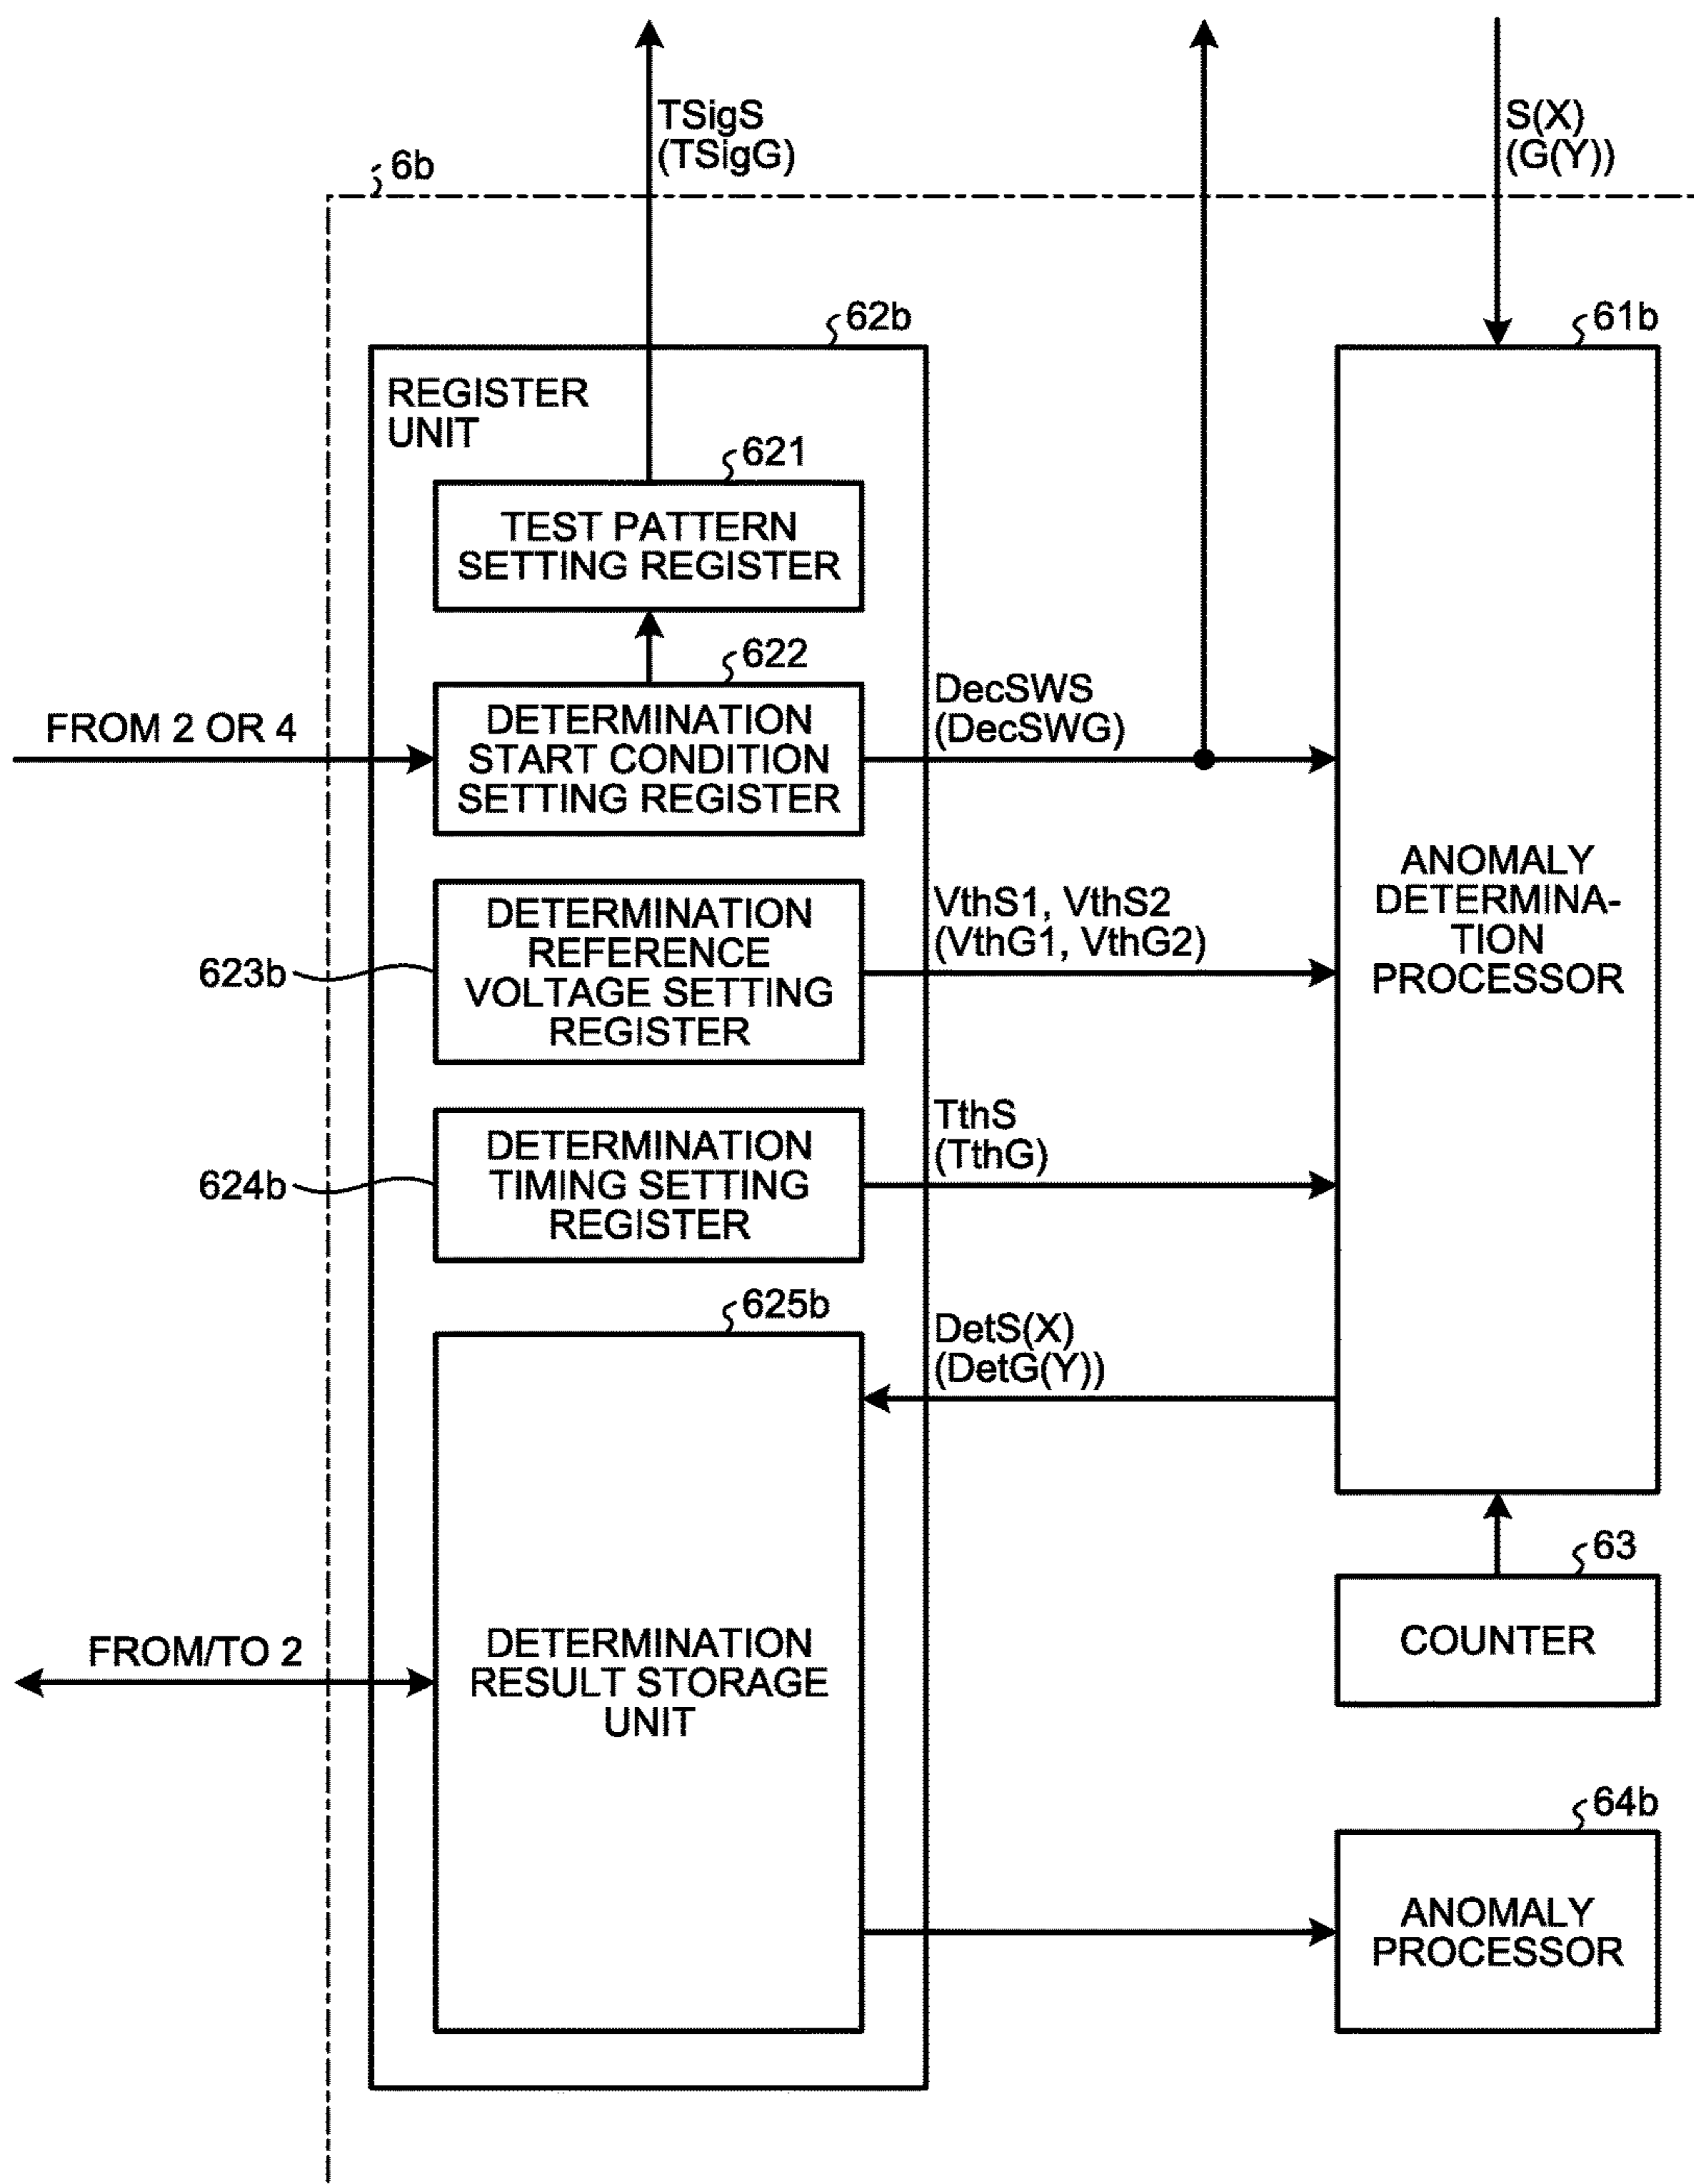 TSigS
(TSigG)
S(X)
(G(Y))
6b
62b
61b
REGISTER
UNIT
621
TEST PATTERN
SETTING REGISTER
622
FROM 2 OR 4
DETERMINATION
START CONDITION
SETTING REGISTER
DecSWS
(DecSWG)
ANOMALY
DETERMINA-
TION
PROCESSOR
623b
DETERMINATION
REFERENCE
VOLTAGE SETTING
REGISTER
VthS1, VthS2
(VthG1, VthG2)
624b
DETERMINATION
TIMING SETTING
REGISTER
TthS
(TthG)
625b
DetS(X)
(DetG(Y))
63
COUNTER
FROM/TO 2
DETERMINATION
RESULT STORAGE
UNIT
64b
ANOMALY
PROCESSOR